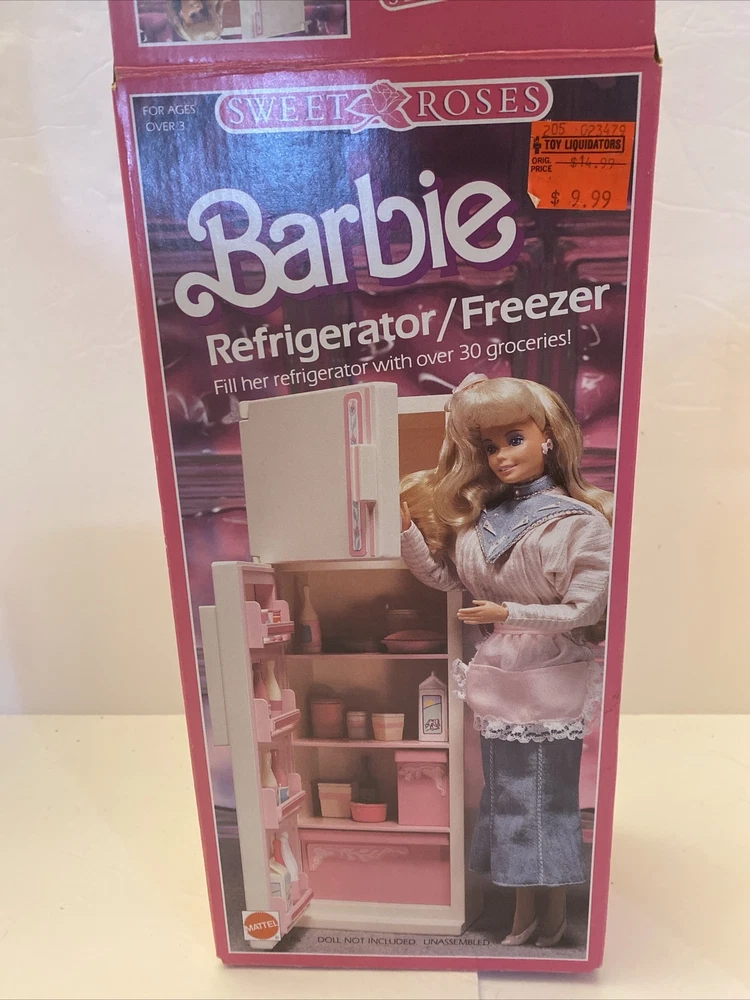 FOR AGES
OVER 3
SWEET ROSES
205 023479
TOY LIQUIDATORS
ORIG.
PRICE $14.99
$ 9.99
Barbie
Refrigerator/Freezer
Fill her refrigerator with over 30 groceries!
MATTEL
DOLL NOT INCLUDED. UNASSEMBLED